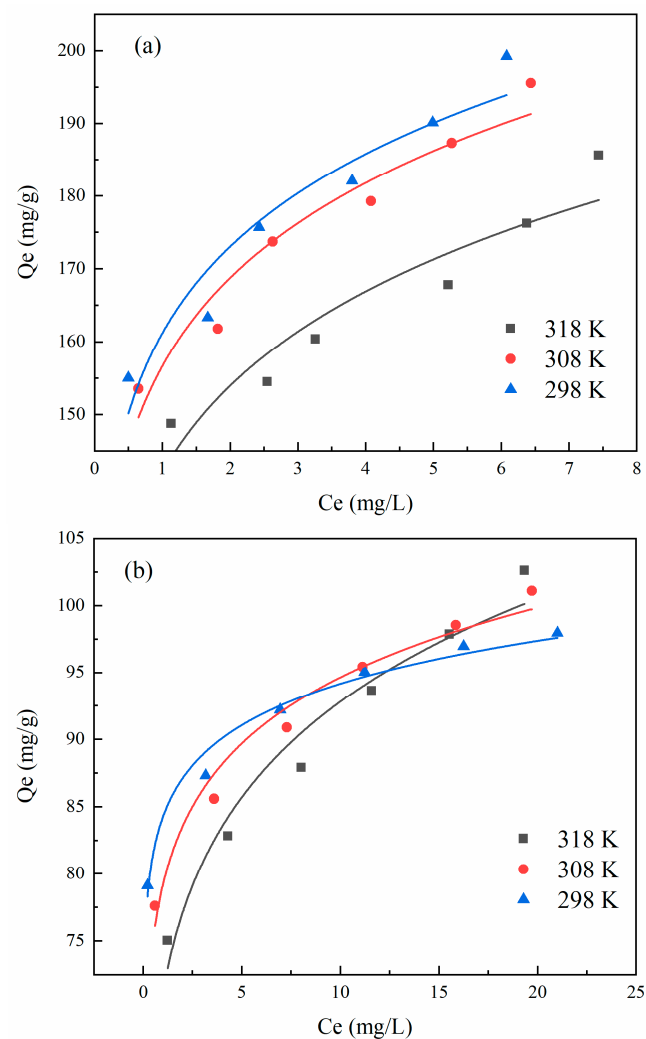 (a)
200
190
180
170
160
150
Qe (mg/g)
318 K
308 K
298 K
0 1 2 3 4 5 6 7 8
Ce (mg/L)
(b)
105
100
95
90
85
80
75
Qe (mg/g)
318 K
308 K
298 K
0 5 10 15 20 25
Ce (mg/L)